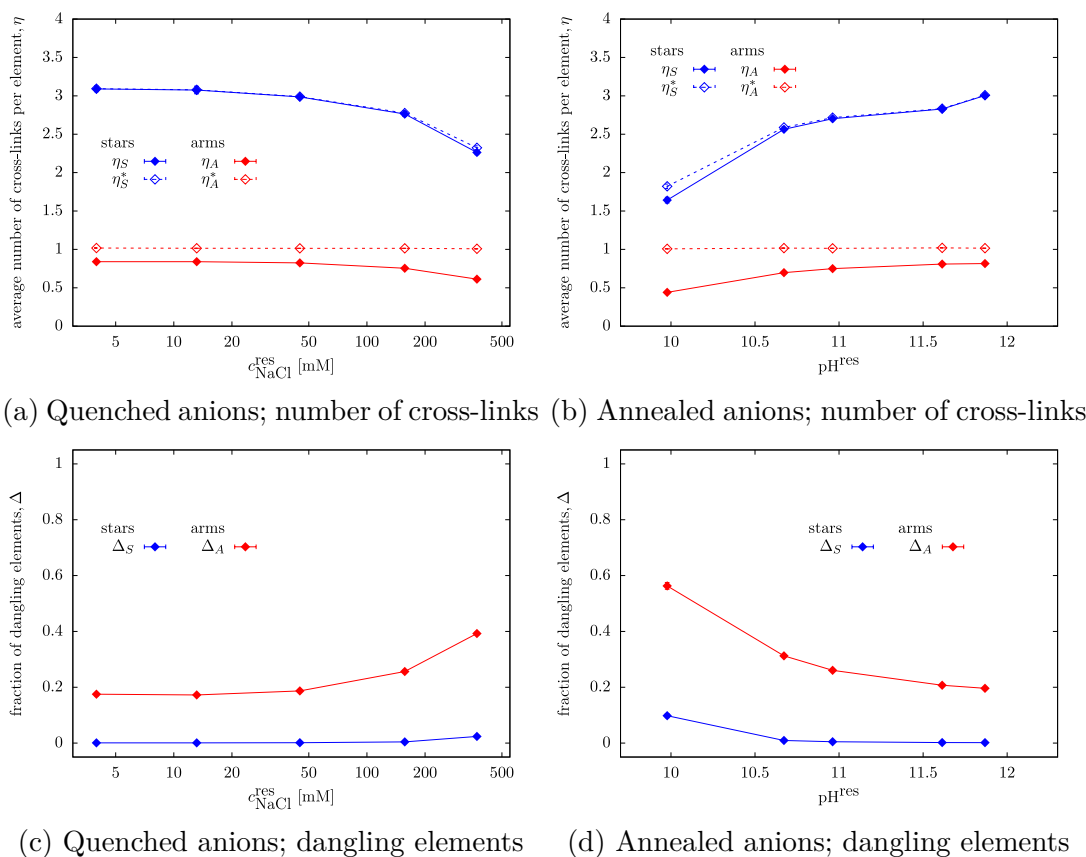 average number of cross-links per element, η
4
3.5
3
2.5
2
1.5
1
0.5
0
stars arms
η_S η_A
η*_S η*_A
5 10 20 50 100 200 500
c^res_NaCl [mM]
(a) Quenched anions; number of cross-links
average number of cross-links per element, η
4
3.5
3
2.5
2
1.5
1
0.5
0
stars arms
η_S η_A
η*_S η*_A
10 10.5 11 11.5 12
pH^res
(b) Annealed anions; number of cross-links
fraction of dangling elements, Δ
1
0.8
0.6
0.4
0.2
0
stars arms
Δ_S Δ_A
5 10 20 50 100 200 500
c^res_NaCl [mM]
(c) Quenched anions; dangling elements
fraction of dangling elements, Δ
1
0.8
0.6
0.4
0.2
0
stars arms
Δ_S Δ_A
10 10.5 11 11.5 12
pH^res
(d) Annealed anions; dangling elements